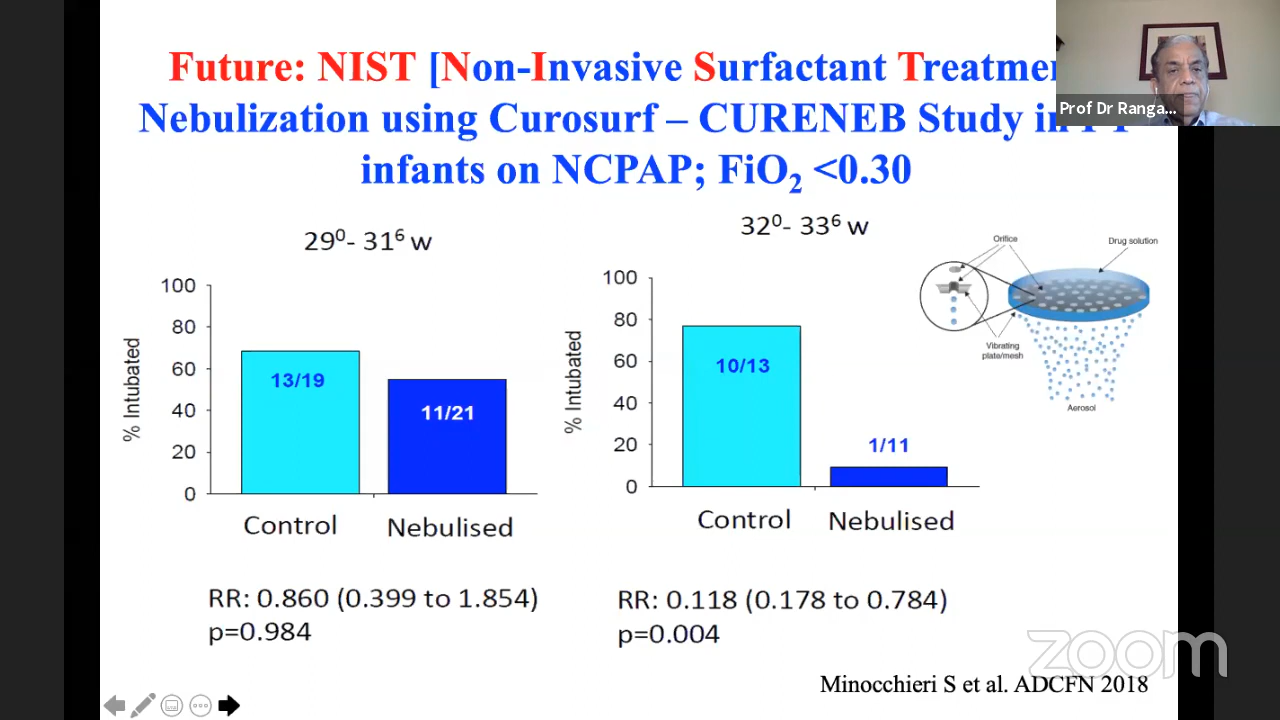 Future: NIST [Non-Invasive Surfactant Treatmen
Nebulization using Curosurf – CURENEB Study in
infants on NCPAP; FiO₂ <0.30
Prof Dr Ranga...
29⁰- 31⁶ w
100
80
60
40
20
0
% Intubated
13/19
11/21
Control
Nebulised
RR: 0.860 (0.399 to 1.854)
p=0.984
32⁰- 33⁶ w
100
80
60
40
20
0
% Intubated
10/13
1/11
Control
Nebulised
RR: 0.118 (0.178 to 0.784)
p=0.004
Orifice
Drug solution
Vibrating
plate/mesh
Aerosol
zoom
Minocchieri S et al. ADCFN 2018